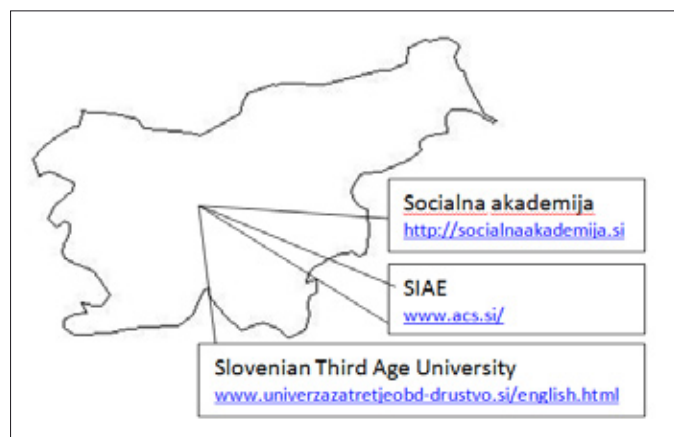 Socialna akademija
http://socialnaakademija.si
SIAE
www.acs.si/
Slovenian Third Age University
www.univerzazatretjeobd-drustvo.si/english.html